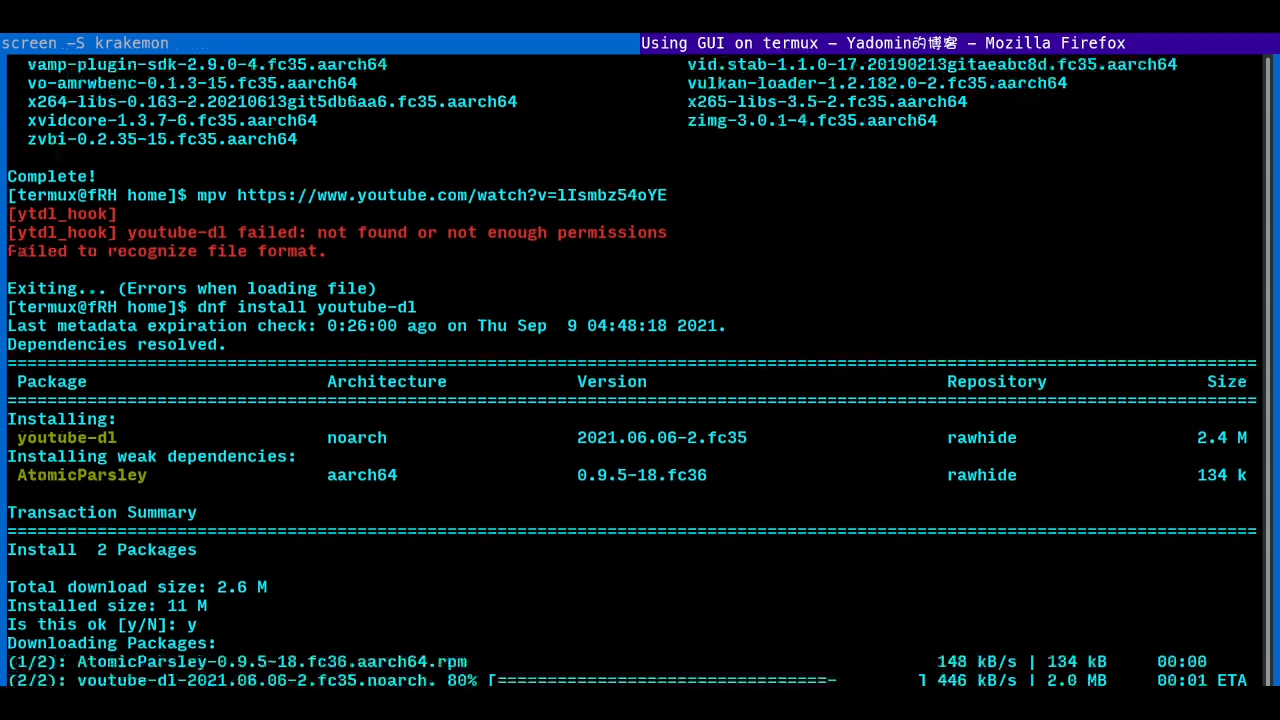 screen -S krakemon
Using GUI on termux – Yadomin的博客 – Mozilla Firefox
vamp-plugin-sdk-2.9.0-4.fc35.aarch64 vid.stab-1.1.0-17.20190213gitaeabc8d.fc35.aarch64
vo-amrwbenc-0.1.3-15.fc35.aarch64 vulkan-loader-1.2.182.0-2.fc35.aarch64
x264-libs-0.163-2.20210613git5db6aa6.fc35.aarch64 x265-libs-3.5-2.fc35.aarch64
xvidcore-1.3.7-6.fc35.aarch64 zimg-3.0.1-4.fc35.aarch64
zvbi-0.2.35-15.fc35.aarch64
Complete!
[termux@fRH home]$ mpv https://www.youtube.com/watch?v=lIsmbz54oYE
[ytdl_hook]
[ytdl_hook] youtube-dl failed: not found or not enough permissions
Failed to recognize file format.
Exiting... (Errors when loading file)
[termux@fRH home]$ dnf install youtube-dl
Last metadata expiration check: 0:26:00 ago on Thu Sep  9 04:48:18 2021.
Dependencies resolved.
Package Architecture Version Repository Size
Installing:
youtube-dl noarch 2021.06.06-2.fc35 rawhide 2.4 M
Installing weak dependencies:
AtomicParsley aarch64 0.9.5-18.fc36 rawhide 134 k
Transaction Summary
Install  2 Packages
Total download size: 2.6 M
Installed size: 11 M
Is this ok [y/N]: y
Downloading Packages:
(1/2): AtomicParsley-0.9.5-18.fc36.aarch64.rpm 148 kB/s | 134 kB 00:00
(2/2): youtube-dl-2021.06.06-2.fc35.noarch. 80% [=================================- ] 446 kB/s | 2.0 MB 00:01 ETA